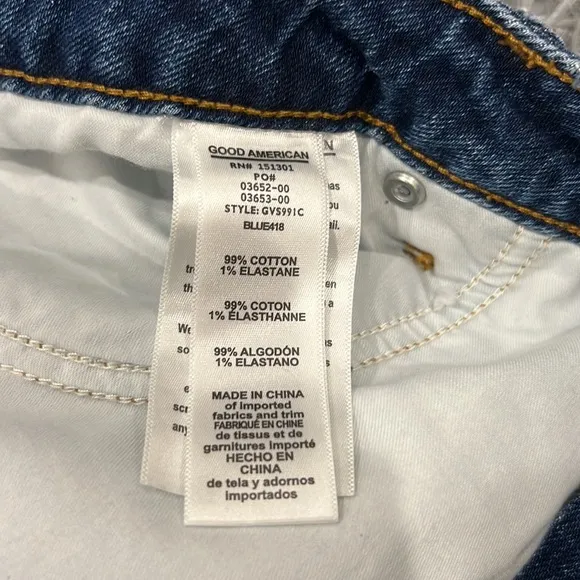 GOOD AMERICAN
RN# 151301
PO#
03652-00
03653-00
STYLE: GVS991C
BLUE418
99% COTTON
1% ELASTANE
99% COTON
1% ÉLASTHANNE
99% ALGODÓN
1% ELASTANO
MADE IN CHINA
of imported
fabrics and trim
FABRIQUÉ EN CHINE
de tissus et de
garnitures importé
HECHO EN
CHINA
de tela y adornos
importados